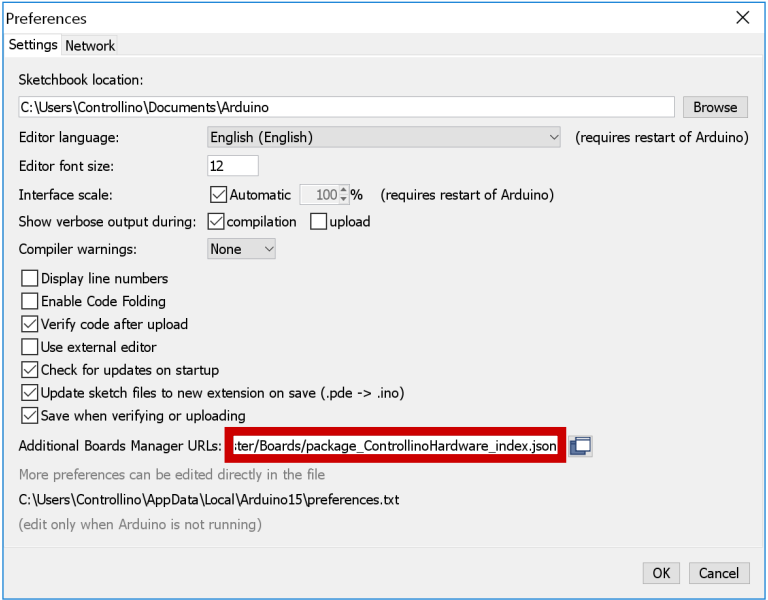 Preferences
Settings Network
Sketchbook location:
C:\Users\Controllino\Documents\Arduino Browse
Editor language: English (English) (requires restart of Arduino)
Editor font size: 12
Interface scale: Automatic 100 % (requires restart of Arduino)
Show verbose output during: compilation upload
Compiler warnings: None
Display line numbers
Enable Code Folding
Verify code after upload
Use external editor
Check for updates on startup
Update sketch files to new extension on save (.pde -> .ino)
Save when verifying or uploading
Additional Boards Manager URLs: ster/Boards/package_ControllinoHardware_index.json
More preferences can be edited directly in the file
C:\Users\Controllino\AppData\Local\Arduino15\preferences.txt
(edit only when Arduino is not running)
OK Cancel